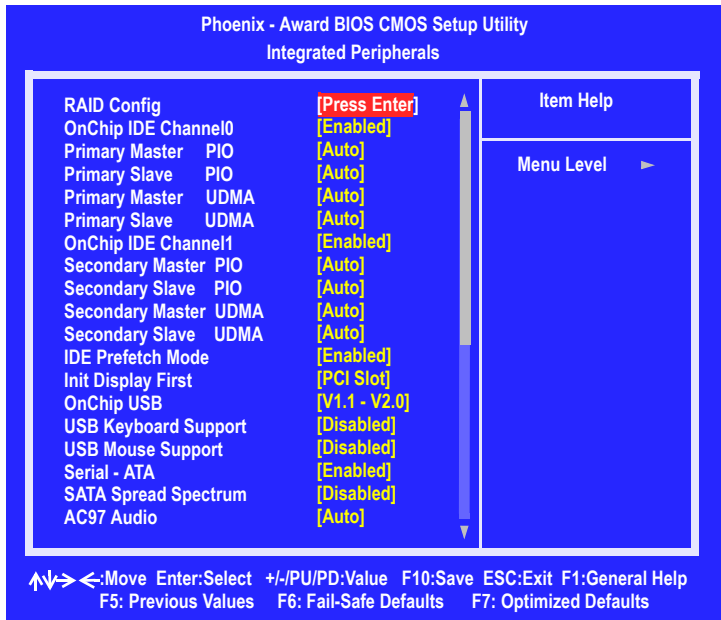 Phoenix - Award BIOS CMOS Setup Utility
Integrated Peripherals
RAID Config [Press Enter]
OnChip IDE Channel0 [Enabled]
Primary Master PIO [Auto]
Primary Slave PIO [Auto]
Primary Master UDMA [Auto]
Primary Slave UDMA [Auto]
OnChip IDE Channel1 [Enabled]
Secondary Master PIO [Auto]
Secondary Slave PIO [Auto]
Secondary Master UDMA [Auto]
Secondary Slave UDMA [Auto]
IDE Prefetch Mode [Enabled]
Init Display First [PCI Slot]
OnChip USB [V1.1 - V2.0]
USB Keyboard Support [Disabled]
USB Mouse Support [Disabled]
Serial - ATA [Enabled]
SATA Spread Spectrum [Disabled]
AC97 Audio [Auto]
Item Help
Menu Level ►
↑↓→←:Move Enter:Select +/-/PU/PD:Value F10:Save ESC:Exit F1:General Help
F5: Previous Values F6: Fail-Safe Defaults F7: Optimized Defaults